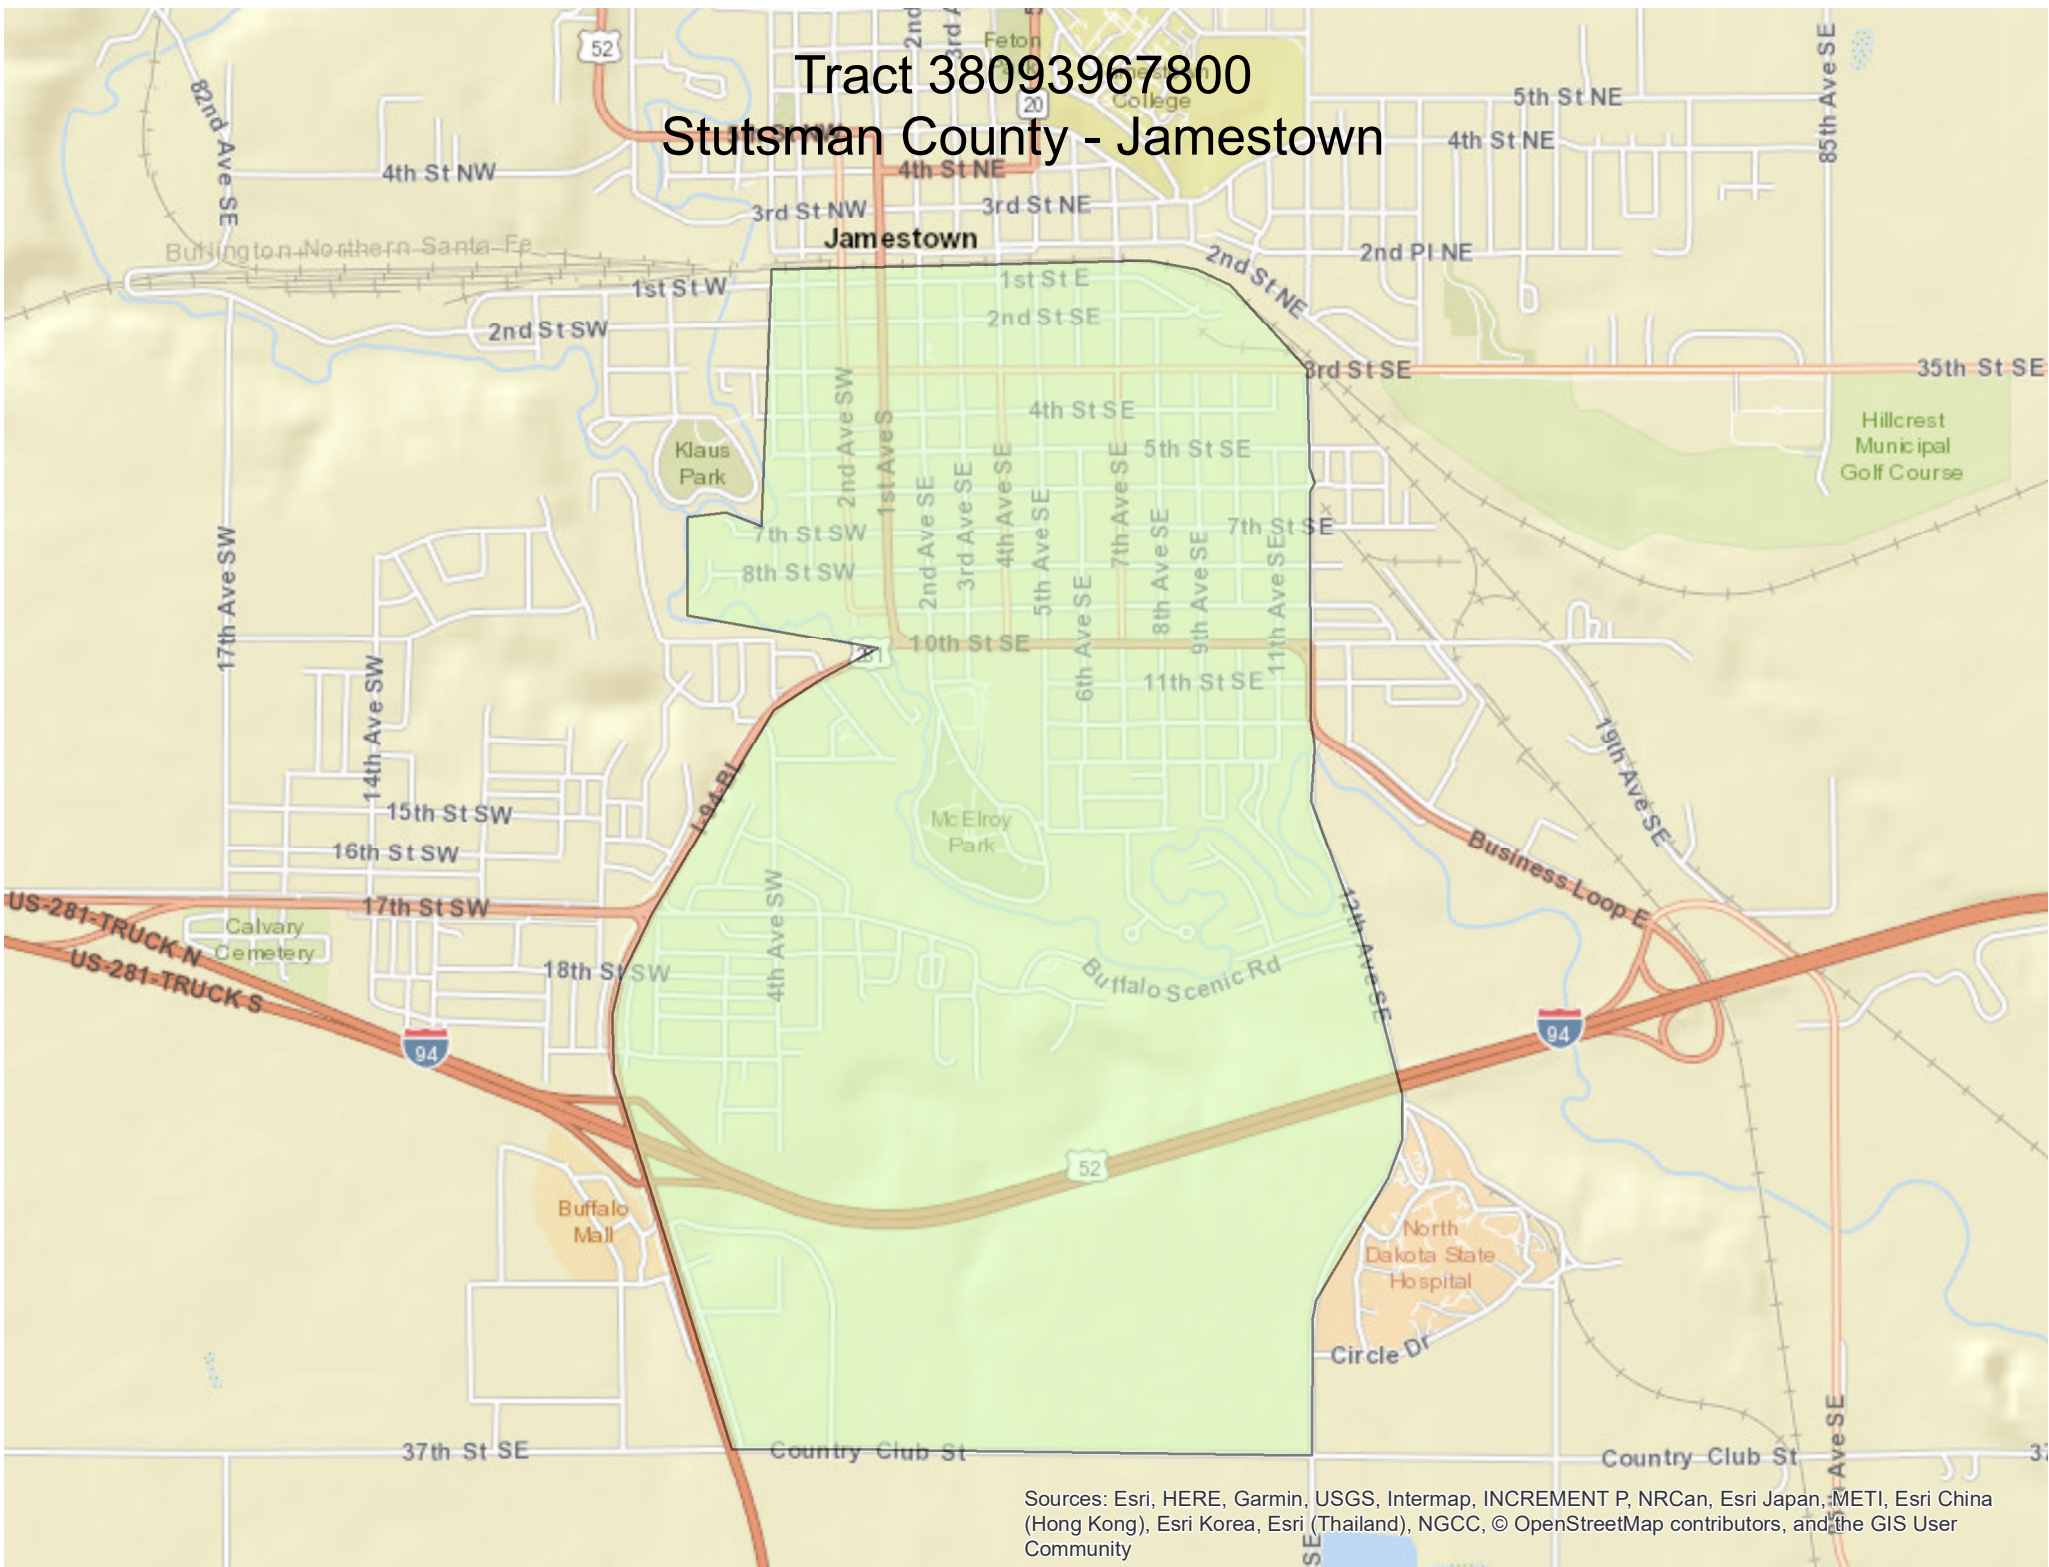 52
2nd
3rd A
Feton
Park
Tract 38093967800
Jamestown
College
20
5th St NE
85th Ave SE
82nd Ave SE
Stutsman County - Jamestown
4th St NE
4th St NW
4th St NE
3rd St NW
3rd St NE
Jamestown
Burlington Northern Santa Fe
2nd St NE
2nd Pl NE
1st St W
1st St E
2nd St SW
2nd St SE
3rd St SE
35th St SE
2nd Ave SW
1st Ave S
4th St SE
5th St SE
Hillcrest
Municipal
Golf Course
Klaus
Park
2nd Ave SE
3rd Ave SE
4th Ave SE
5th Ave SE
6th Ave SE
7th Ave SE
8th Ave SE
9th Ave SE
11th Ave SE
7th St SW
7th St SE
8th St SW
17th Ave SW
281
10th St SE
11th St SE
14th Ave SW
19th Ave SE
I-94-BL
15th St SW
16th St SW
McElroy
Park
Business Loop E
US-281-TRUCK N
17th St SW
Calvary
Cemetery
4th Ave SW
12th Ave SE
US-281-TRUCK S
18th St SW
Buffalo Scenic Rd
94
94
52
Buffalo
Mall
North
Dakota State
Hospital
Circle Dr
37th St SE
Country Club St
Country Club St
37
85th Ave SE
SE
Sources: Esri, HERE, Garmin, USGS, Intermap, INCREMENT P, NRCan, Esri Japan, METI, Esri China
(Hong Kong), Esri Korea, Esri (Thailand), NGCC, © OpenStreetMap contributors, and the GIS User
Community